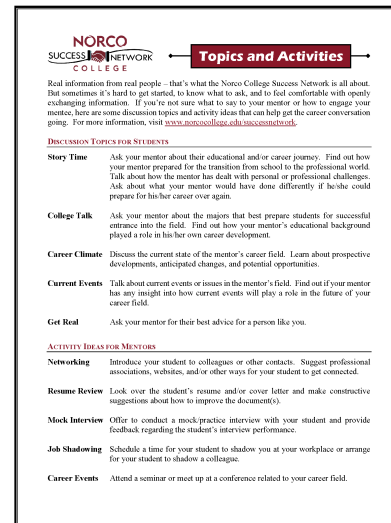 NORCO
SUCCESS NETWORK
COLLEGE
Topics and Activities
Real information from real people – that's what the Norco College Success Network is all about.
But sometimes it's hard to get started, to know what to ask, and to feel comfortable with openly
exchanging information. If you're not sure what to say to your mentor or how to engage your
mentee, here are some discussion topics and activity ideas that can help get the career conversation
going. For more information, visit www.norcocollege.edu/successnetwork.
DISCUSSION TOPICS FOR STUDENTS
Story Time Ask your mentor about their educational and/or career journey. Find out how
your mentor prepared for the transition from school to the professional world.
Talk about how the mentor has dealt with personal or professional challenges.
Ask about what your mentor would have done differently if he/she could
prepare for his/her career over again.
College Talk Ask your mentor about the majors that best prepare students for successful
entrance into the field. Find out how your mentor's educational background
played a role in his/her own career development.
Career Climate Discuss the current state of the mentor's career field. Learn about prospective
developments, anticipated changes, and potential opportunities.
Current Events Talk about current events or issues in the mentor's field. Find out if your mentor
has any insight into how current events will play a role in the future of your
career field.
Get Real Ask your mentor for their best advice for a person like you.
ACTIVITY IDEAS FOR MENTORS
Networking Introduce your student to colleagues or other contacts. Suggest professional
associations, websites, and/or other ways for your student to get connected.
Resume Review Look over the student's resume and/or cover letter and make constructive
suggestions about how to improve the document(s).
Mock Interview Offer to conduct a mock/practice interview with your student and provide
feedback regarding the student's interview performance.
Job Shadowing Schedule a time for your student to shadow you at your workplace or arrange
for your student to shadow a colleague.
Career Events Attend a seminar or meet up at a conference related to your career field.